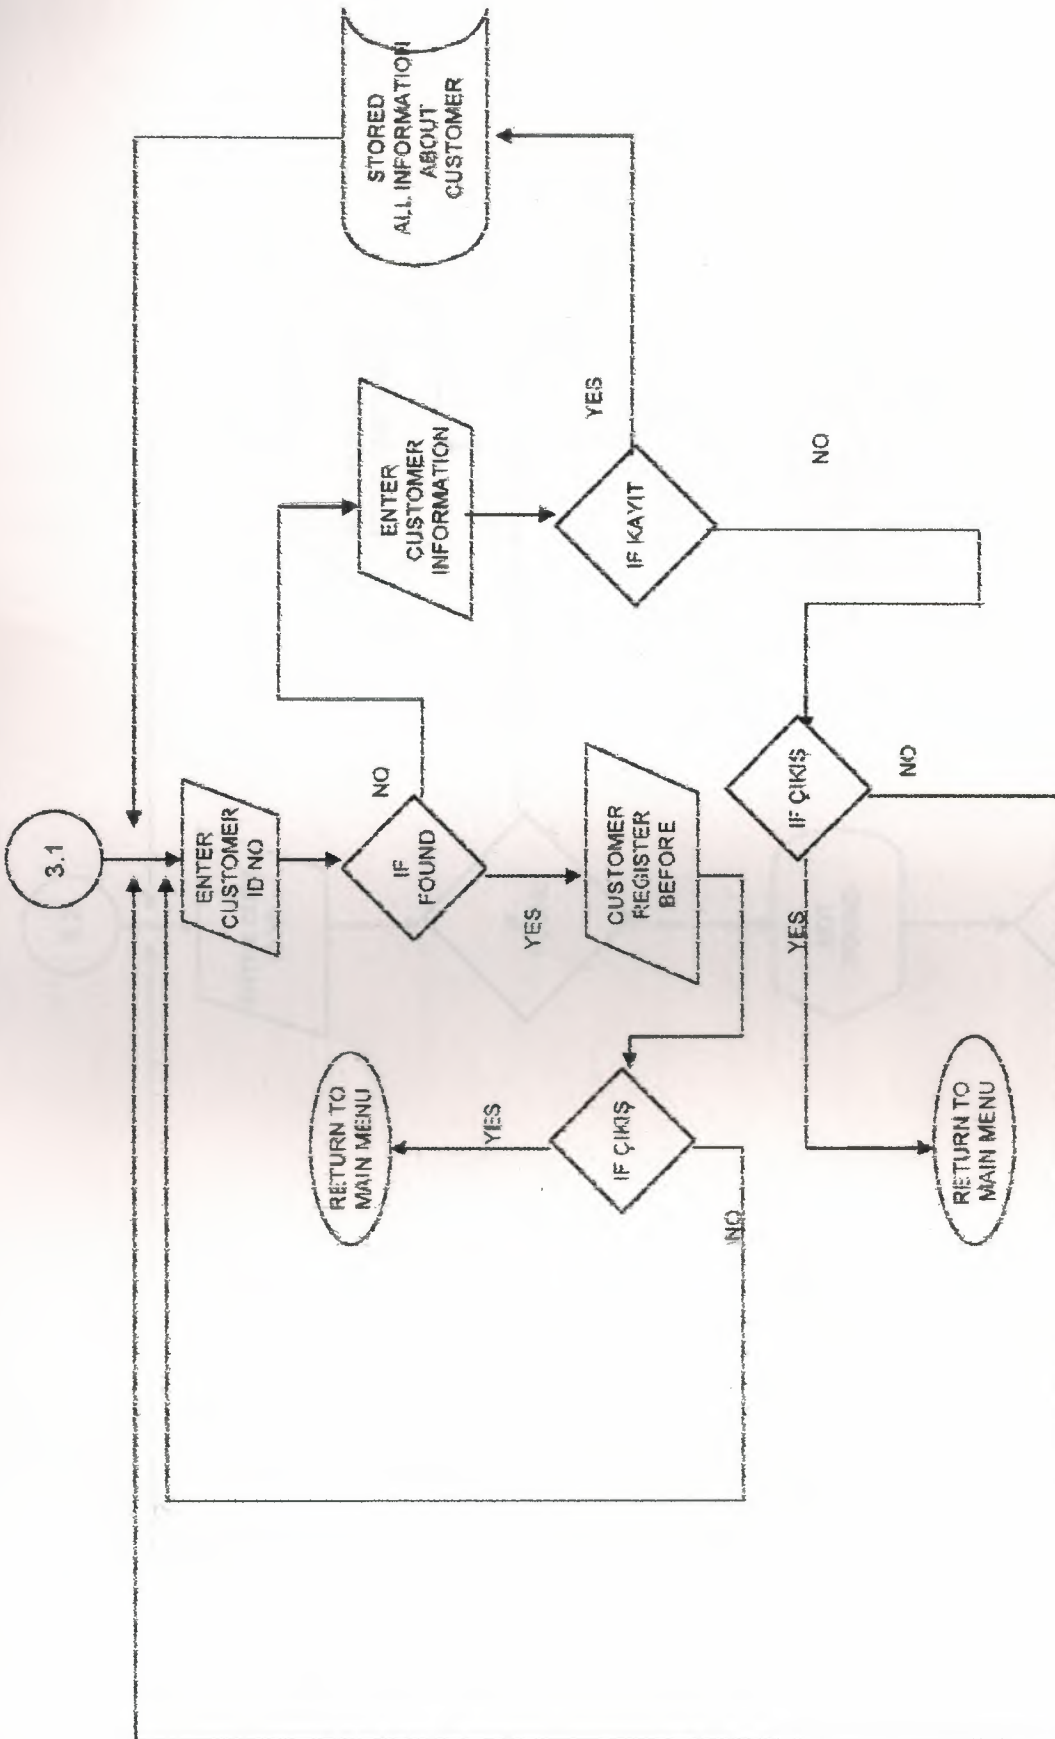 3.1
ENTER
CUSTOMER
ID NO
IF
FOUND
NO
YES
ENTER
CUSTOMER
INFORMATION
STORED
ALL INFORMATION
ABOUT
CUSTOMER
IF KAYIT
YES
NO
CUSTOMER
REGISTER
BEFORE
IF ÇIKIŞ
YES
NO
RETURN TO
MAIN MENU
IF ÇIKIŞ
NO
YES
RETURN TO
MAIN MENU